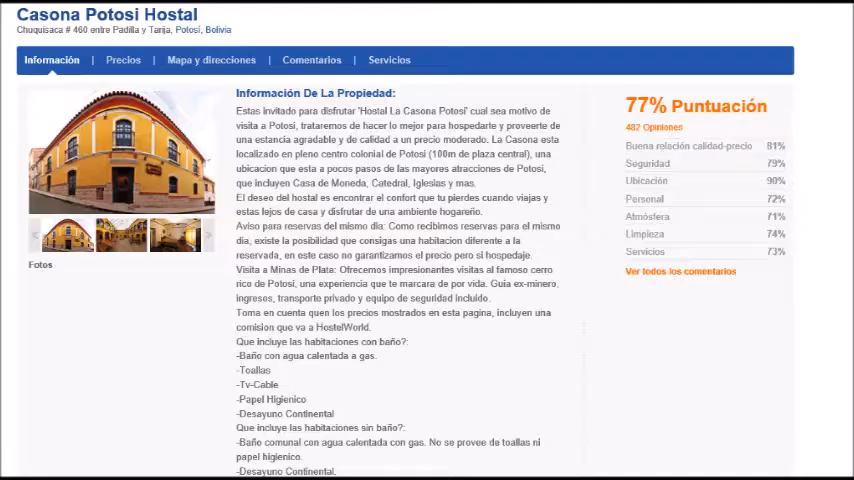 Casona Potosi Hostal
Chuquisaca # 460 entre Padilla y Tarija, Potosi, Bolivia
Información | Precios | Mapa y direcciones | Comentarios | Servicios
Información De La Propiedad:
Estas invitado para disfrutar 'Hostal La Casona Potosi' cual sea motivo de
visita a Potosi, trataremos de hacer lo mejor para hospedarte y proveerte de
una estancia agradable y de calidad a un precio moderado. La Casona esta
localizado en pleno centro colonial de Potosi (100m de plaza central), una
ubicacion que esta a pocos pasos de las mayores atracciones de Potosi,
que incluyen Casa de Moneda, Catedral, Iglesias y mas.
El deseo del hostal es encontrar el confort que tu pierdes cuando viajas y
estas lejos de casa y disfrutar de una ambiente hogareño.
Aviso para reservas del mismo dia: Como recibimos reservas para el mismo
dia, existe la posibilidad que consigas una habitacion diferente a la
reservada, en este caso no garantizamos el precio pero si hospedaje.
Visita a Minas de Plata: Ofrecemos impresionantes visitas al famoso cerro
rico de Potosi, una experiencia que te marcara de por vida. Guia ex-minero,
ingresos, transporte privado y equipo de seguridad incluido.
Toma en cuenta quen los precios mostrados en esta pagina, incluyen una
comision que va a HostelWorld.
Que incluye las habitaciones con baño?:
-Baño con agua calentada a gas.
-Toallas
-Tv-Cable
-Papel Higienico
-Desayuno Continental
Que incluye las habitaciones sin baño?:
-Baño comunal con agua calentada con gas. No se provee de toallas ni
papel higienico.
-Desayuno Continental.
Fotos
77% Puntuación
482 Opiniones
Buena relación calidad-precio 81%
Seguridad 79%
Ubicación 90%
Personal 72%
Atmósfera 71%
Limpieza 74%
Servicios 73%
Ver todos los comentarios